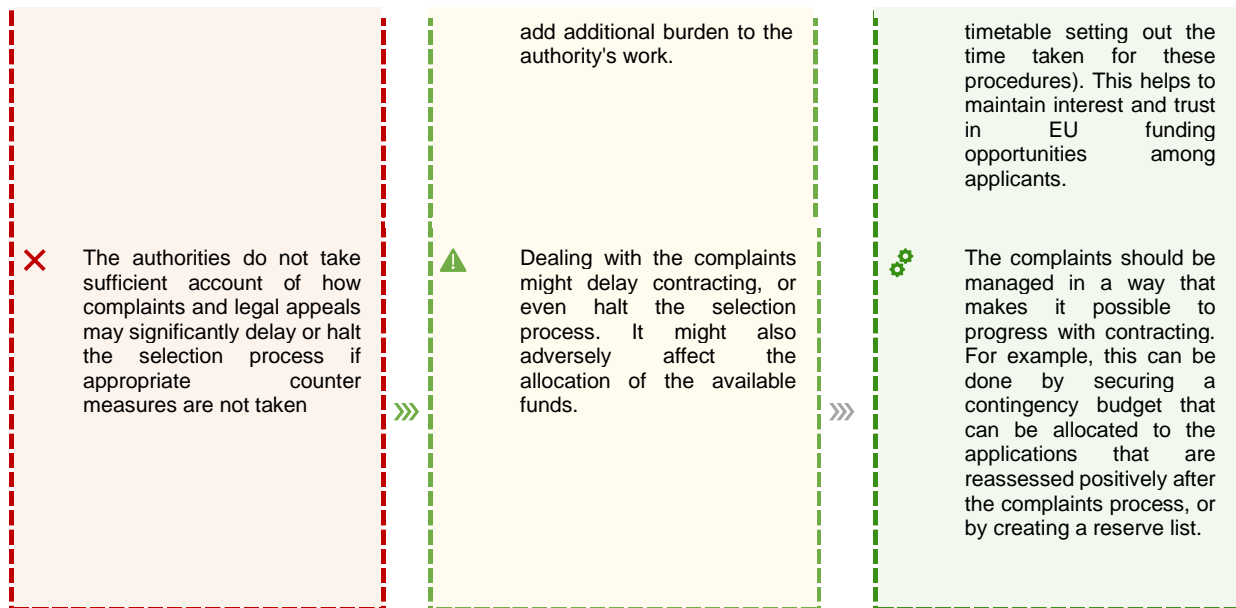 add additional burden to the
authority's work.
timetable setting out the
time taken for these
procedures). This helps to
maintain interest and trust
in EU funding
opportunities among
applicants.
The authorities do not take
sufficient account of how
complaints and legal appeals
may significantly delay or halt
the selection process if
appropriate counter
measures are not taken
Dealing with the complaints
might delay contracting, or
even halt the selection
process. It might also
adversely affect the
allocation of the available
funds.
The complaints should be
managed in a way that
makes it possible to
progress with contracting.
For example, this can be
done by securing a
contingency budget that
can be allocated to the
applications that are
reassessed positively after
the complaints process, or
by creating a reserve list.